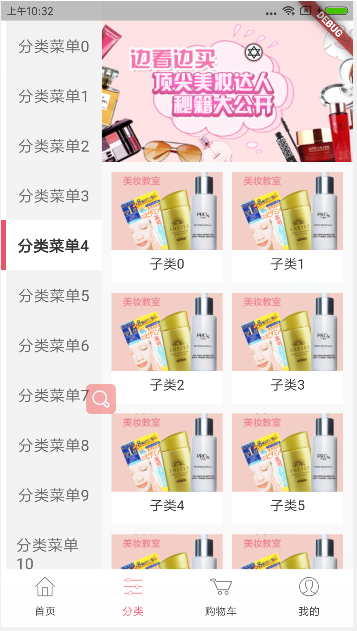 上午10:32
DEBUG
分类菜单0
分类菜单1
分类菜单2
分类菜单3
分类菜单4
分类菜单5
分类菜单6
分类菜单7
分类菜单8
分类菜单9
分类菜单
10
边看边买
顶尖美妆达人
秘籍大公开
美妆教室
美妆教室
子类0
子类1
美妆教室
美妆教室
子类2
子类3
美妆教室
美妆教室
子类4
子类5
美妆教室
美妆教室
首页
分类
购物车
我的